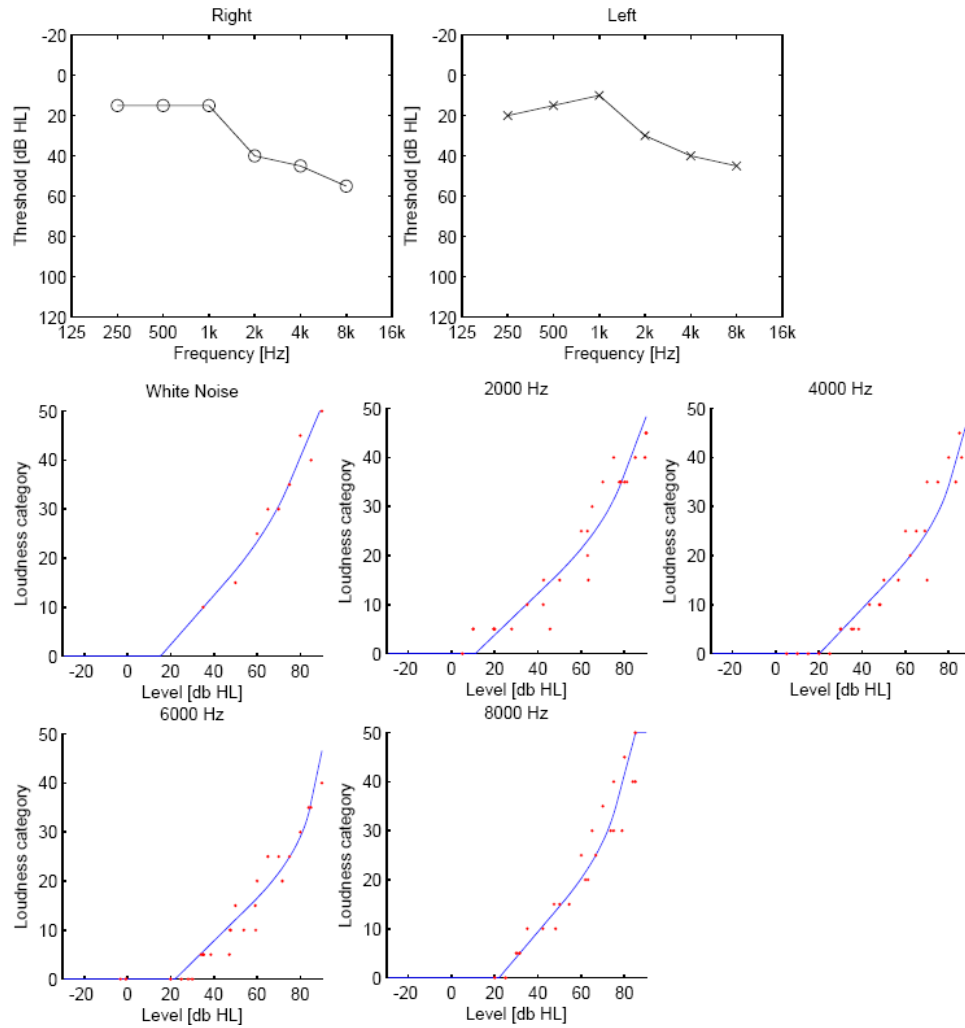 Right
Left
-20
0
20
40
60
80
100
120
Threshold [dB HL]
125 250 500 1k 2k 4k 8k 16k
Frequency [Hz]
-20
0
20
40
60
80
100
120
Threshold [dB HL]
125 250 500 1k 2k 4k 8k 16k
Frequency [Hz]
White Noise
50
40
30
20
10
0
Loudness category
-20 0 20 40 60 80
Level [db HL]
2000 Hz
50
40
30
20
10
0
Loudness category
-20 0 20 40 60 80
Level [db HL]
4000 Hz
50
40
30
20
10
0
Loudness category
-20 0 20 40 60 80
Level [db HL]
6000 Hz
50
40
30
20
10
0
Loudness category
-20 0 20 40 60 80
Level [db HL]
8000 Hz
50
40
30
20
10
0
Loudness category
-20 0 20 40 60 80
Level [db HL]